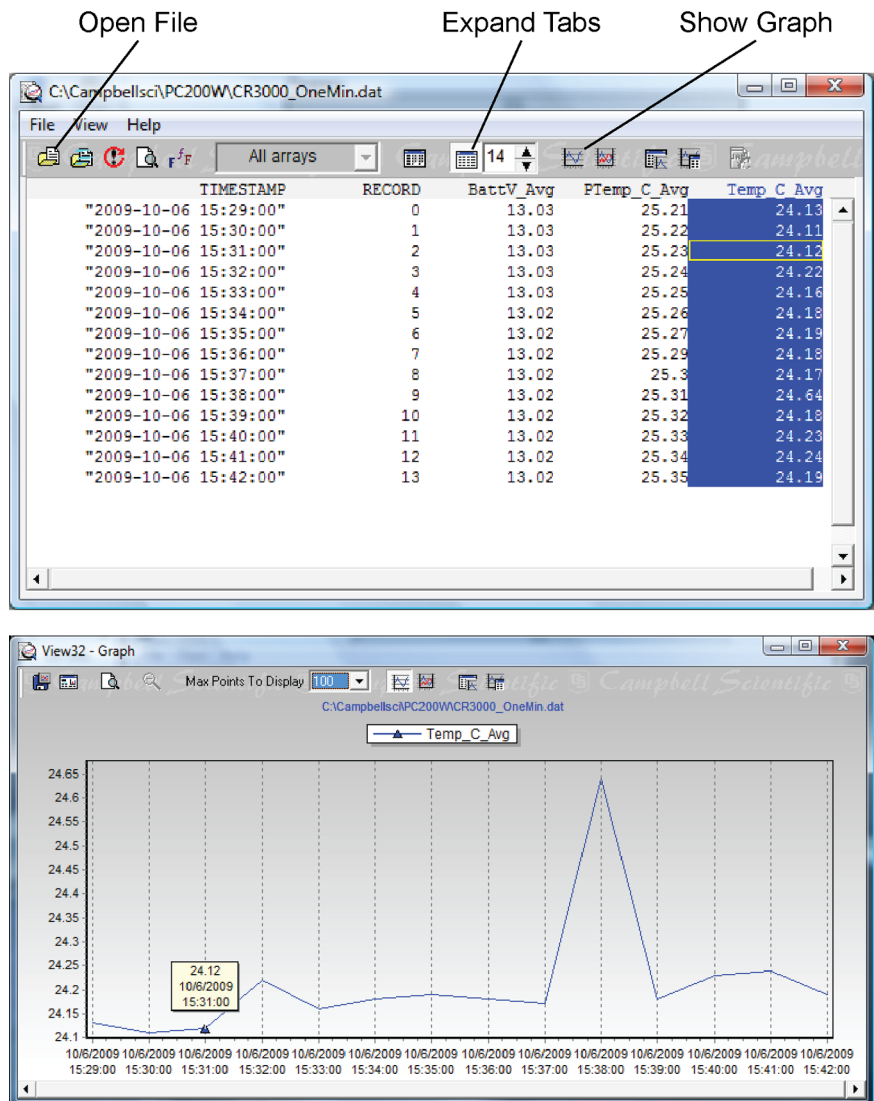 Open File Expand Tabs Show Graph
C:\Campbellsci\PC200W\CR3000_OneMin.dat
File View Help
All arrays 14
TIMESTAMP RECORD BattV_Avg PTemp_C_Avg Temp_C_Avg
"2009-10-06 15:29:00" 0 13.03 25.21 24.13
"2009-10-06 15:30:00" 1 13.03 25.22 24.11
"2009-10-06 15:31:00" 2 13.03 25.23 24.12
"2009-10-06 15:32:00" 3 13.03 25.24 24.22
"2009-10-06 15:33:00" 4 13.03 25.25 24.16
"2009-10-06 15:34:00" 5 13.02 25.26 24.18
"2009-10-06 15:35:00" 6 13.02 25.27 24.19
"2009-10-06 15:36:00" 7 13.02 25.29 24.18
"2009-10-06 15:37:00" 8 13.02 25.3 24.17
"2009-10-06 15:38:00" 9 13.02 25.31 24.64
"2009-10-06 15:39:00" 10 13.02 25.32 24.18
"2009-10-06 15:40:00" 11 13.02 25.33 24.23
"2009-10-06 15:41:00" 12 13.02 25.34 24.24
"2009-10-06 15:42:00" 13 13.02 25.35 24.19
View32 - Graph
Max Points To Display 100 Campbell Scientific
C:\Campbellsci\PC200W\CR3000_OneMin.dat
Temp_C_Avg
24.65
24.6
24.55
24.5
24.45
24.4
24.35
24.3
24.25
24.2
24.15
24.1
24.12
10/6/2009
15:31:00
10/6/2009 10/6/2009 10/6/2009 10/6/2009 10/6/2009 10/6/2009 10/6/2009 10/6/2009 10/6/2009 10/6/2009 10/6/2009 10/6/2009 10/6/2009 10/6/2009
15:29:00 15:30:00 15:31:00 15:32:00 15:33:00 15:34:00 15:35:00 15:36:00 15:37:00 15:38:00 15:39:00 15:40:00 15:41:00 15:42:00